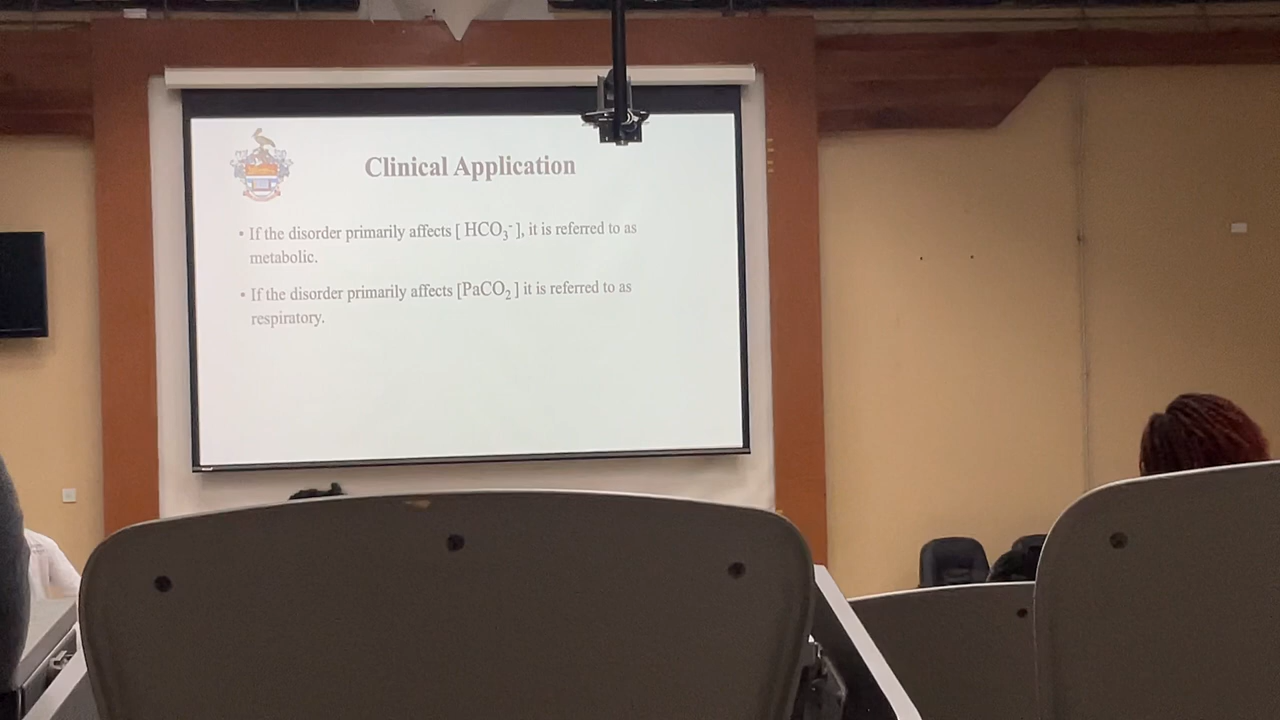 Clinical Application
• If the disorder primarily affects [ HCO₃⁻ ], it is referred to as
metabolic.
• If the disorder primarily affects [PaCO₂ ] it is referred to as
respiratory.